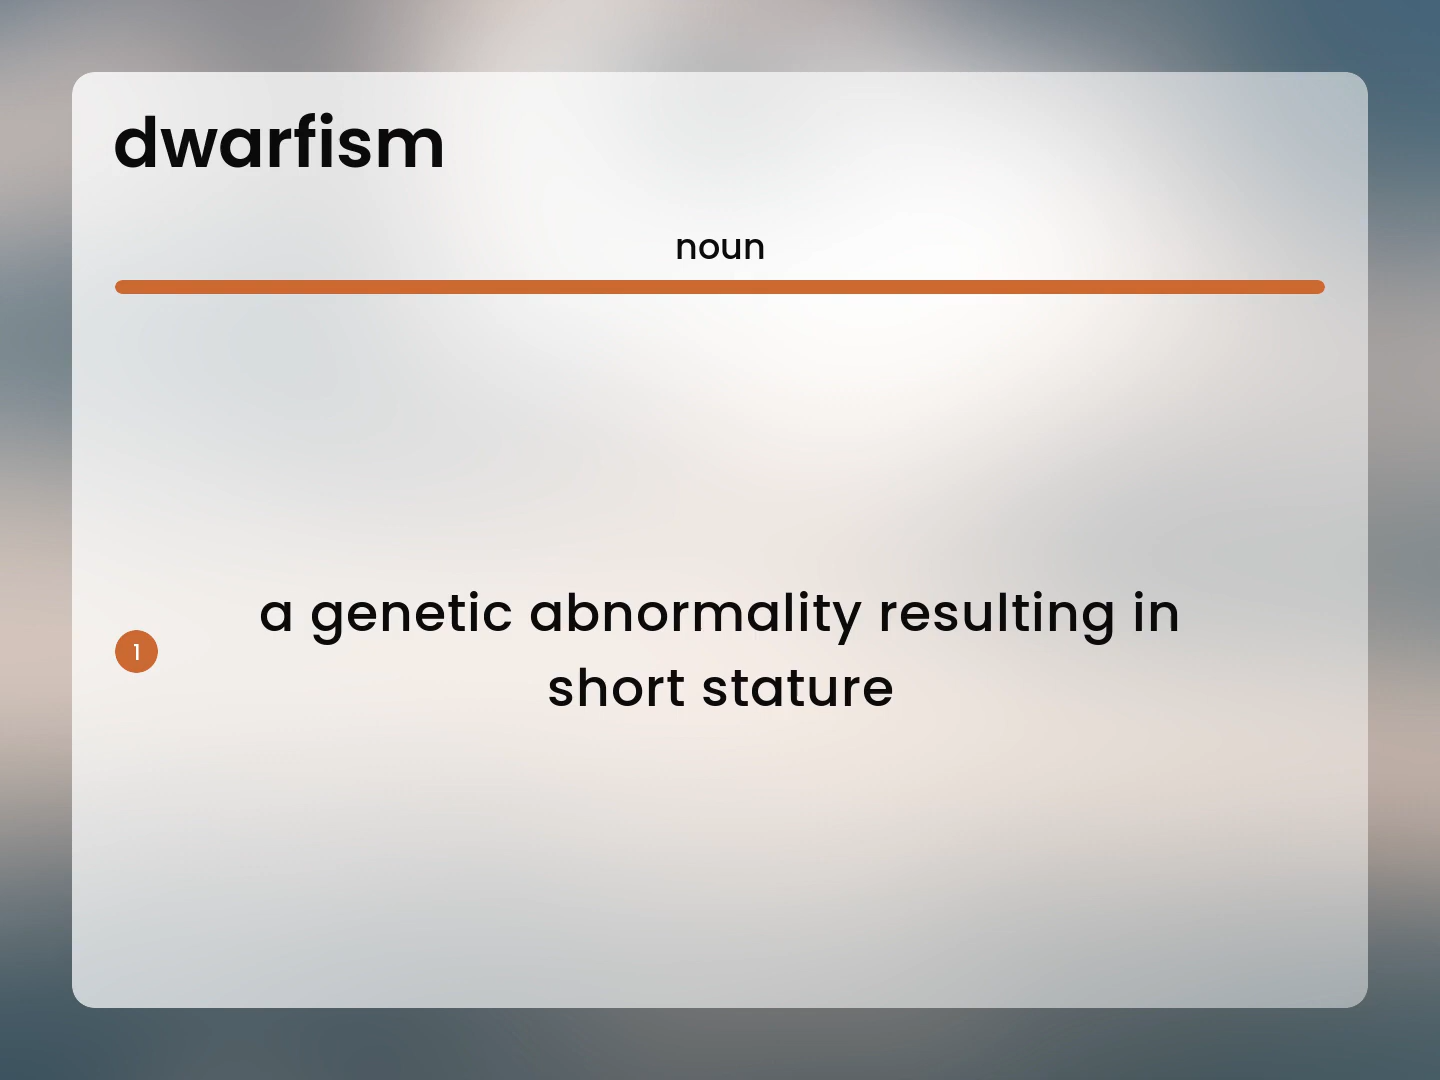 dwarfism
noun
1
a genetic abnormality resulting in
short stature